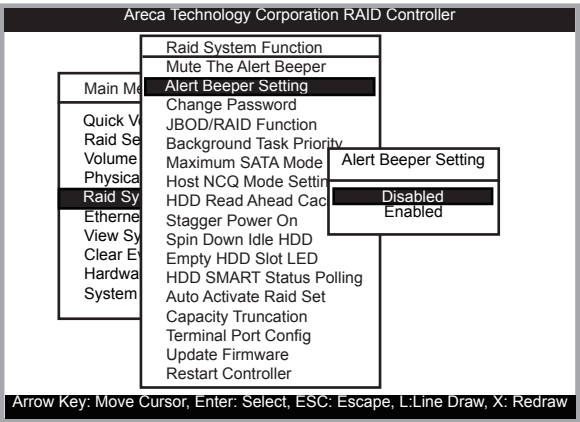 Areca Technology Corporation RAID Controller
Main Me
Quick Vo
Raid Se
Volume
Physica
Raid Sy
Etherne
View Sy
Clear Ev
Hardwa
System
Raid System Function
Mute The Alert Beeper
Alert Beeper Setting
Change Password
JBOD/RAID Function
Background Task Priority
Maximum SATA Mode
Host NCQ Mode Settin
HDD Read Ahead Cac
Stagger Power On
Spin Down Idle HDD
Empty HDD Slot LED
HDD SMART Status Polling
Auto Activate Raid Set
Capacity Truncation
Terminal Port Config
Update Firmware
Restart Controller
Alert Beeper Setting
Disabled
Enabled
Arrow Key: Move Cursor, Enter: Select, ESC: Escape, L:Line Draw, X: Redraw